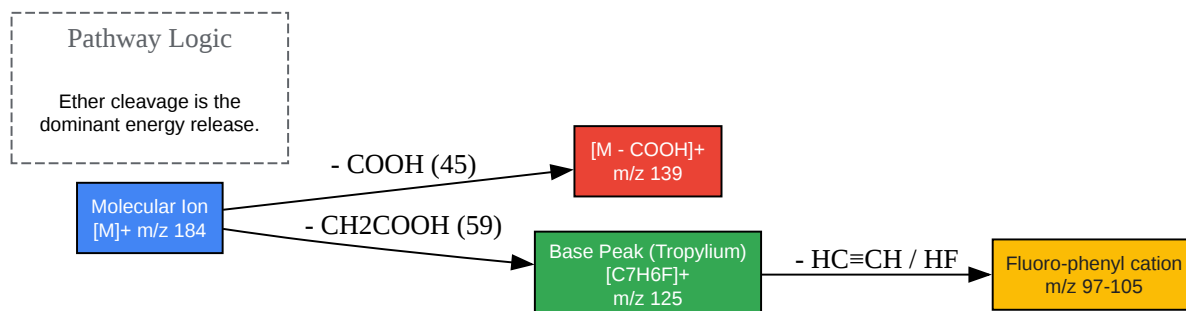 Pathway Logic
Ether cleavage is the
dominant energy release.
- COOH (45)
[M - COOH]+
m/z 139
Molecular Ion
[M]+ m/z 184
- CH2COOH (59)
Base Peak (Tropylium)
[C7H6F]+
m/z 125
- HC≡CH / HF
Fluoro-phenyl cation
m/z 97-105